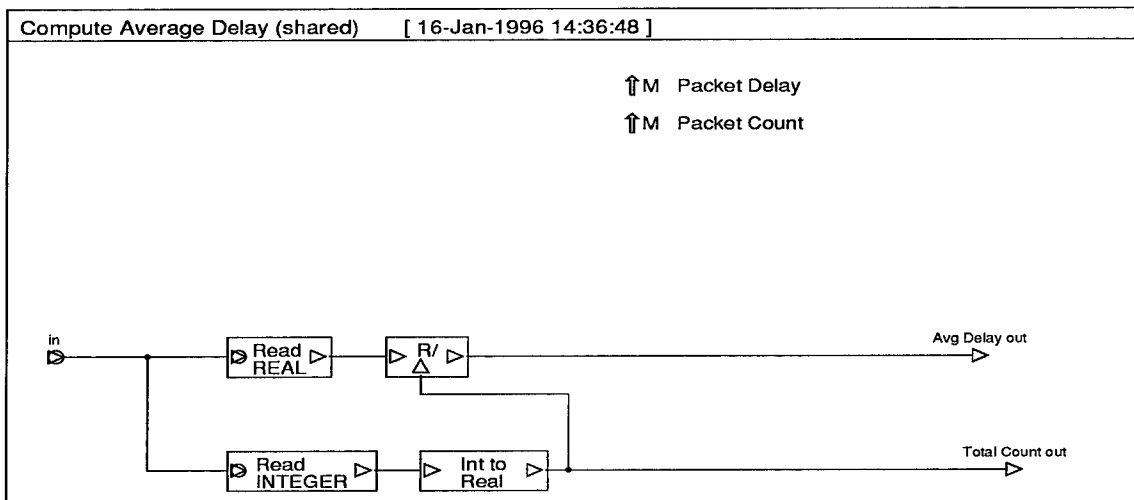 Compute Average Delay (shared) [ 16-Jan-1996 14:36:48 ]
⇧M Packet Delay
⇧M Packet Count
in
Read
REAL
R/
Avg Delay out
Read
INTEGER
Int to
Real
Total Count out